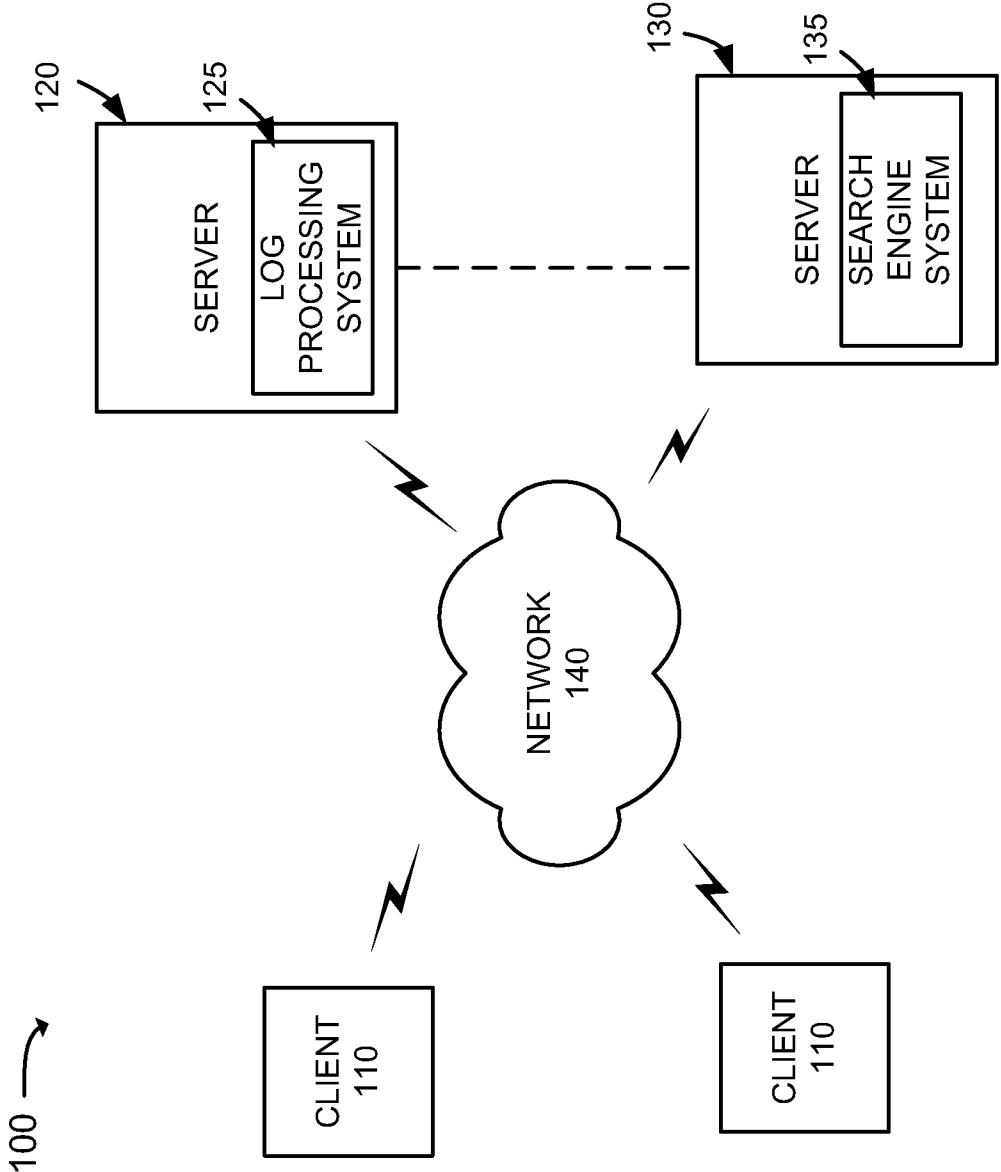 100
120
SERVER
125
LOG
PROCESSING
SYSTEM
130
SERVER
135
SEARCH
ENGINE
SYSTEM
NETWORK
140
CLIENT
110
CLIENT
110